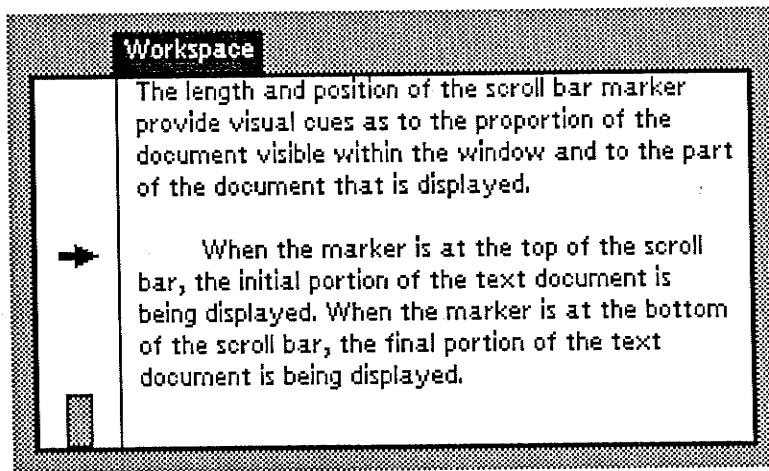 Workspace
The length and position of the scroll bar marker
provide visual cues as to the proportion of the
document visible within the window and to the part
of the document that is displayed.
When the marker is at the top of the scroll
bar, the initial portion of the text document is
being displayed. When the marker is at the bottom
of the scroll bar, the final portion of the text
document is being displayed.